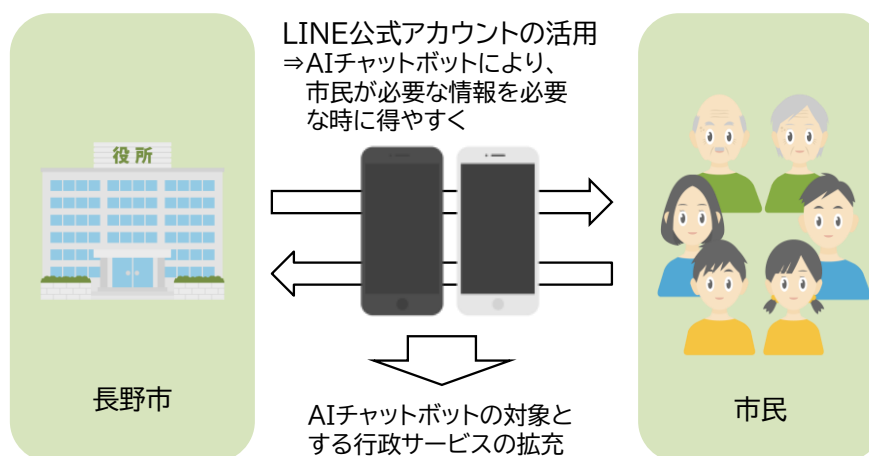 LINE公式アカウントの活用
⇒AIチャットボットにより、
市民が必要な情報を必要
な時に得やすく
役所
長野市
市民
AIチャットボットの対象と
する行政サービスの拡充